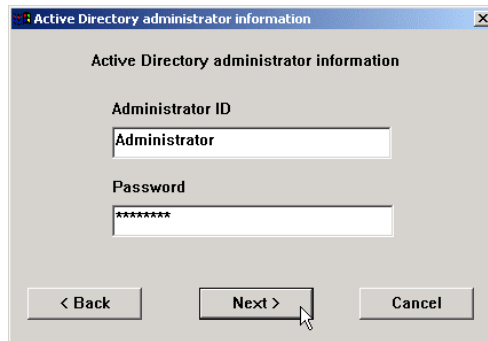 Active Directory administrator information
Active Directory administrator information
Administrator ID
Administrator
Password
********
< Back Next > Cancel